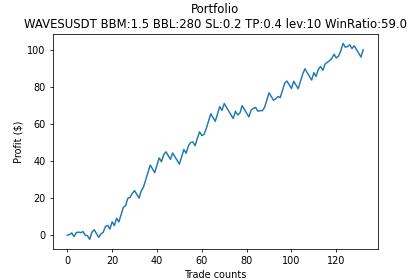 Portfolio
WAVESUSDT BBM:1.5 BBL:280 SL:0.2 TP:0.4 lev:10 WinRatio:59.0
100
80
60
40
20
0
Profit ($)
0 20 40 60 80 100 120
Trade counts